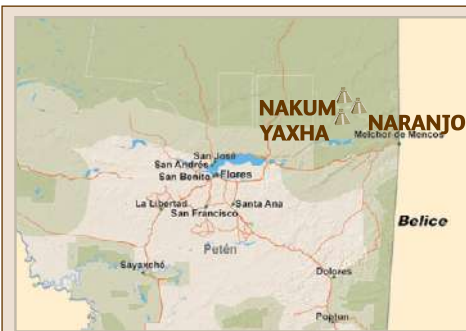 NAKUM
YAXHA
NARANJO
Melchor de Mencos
San José
San Andrés
San Benito
Flores
La Libertad
Santa Ana
San Francisco
Belice
Petén
Sayaxché
Dolores
Poptun